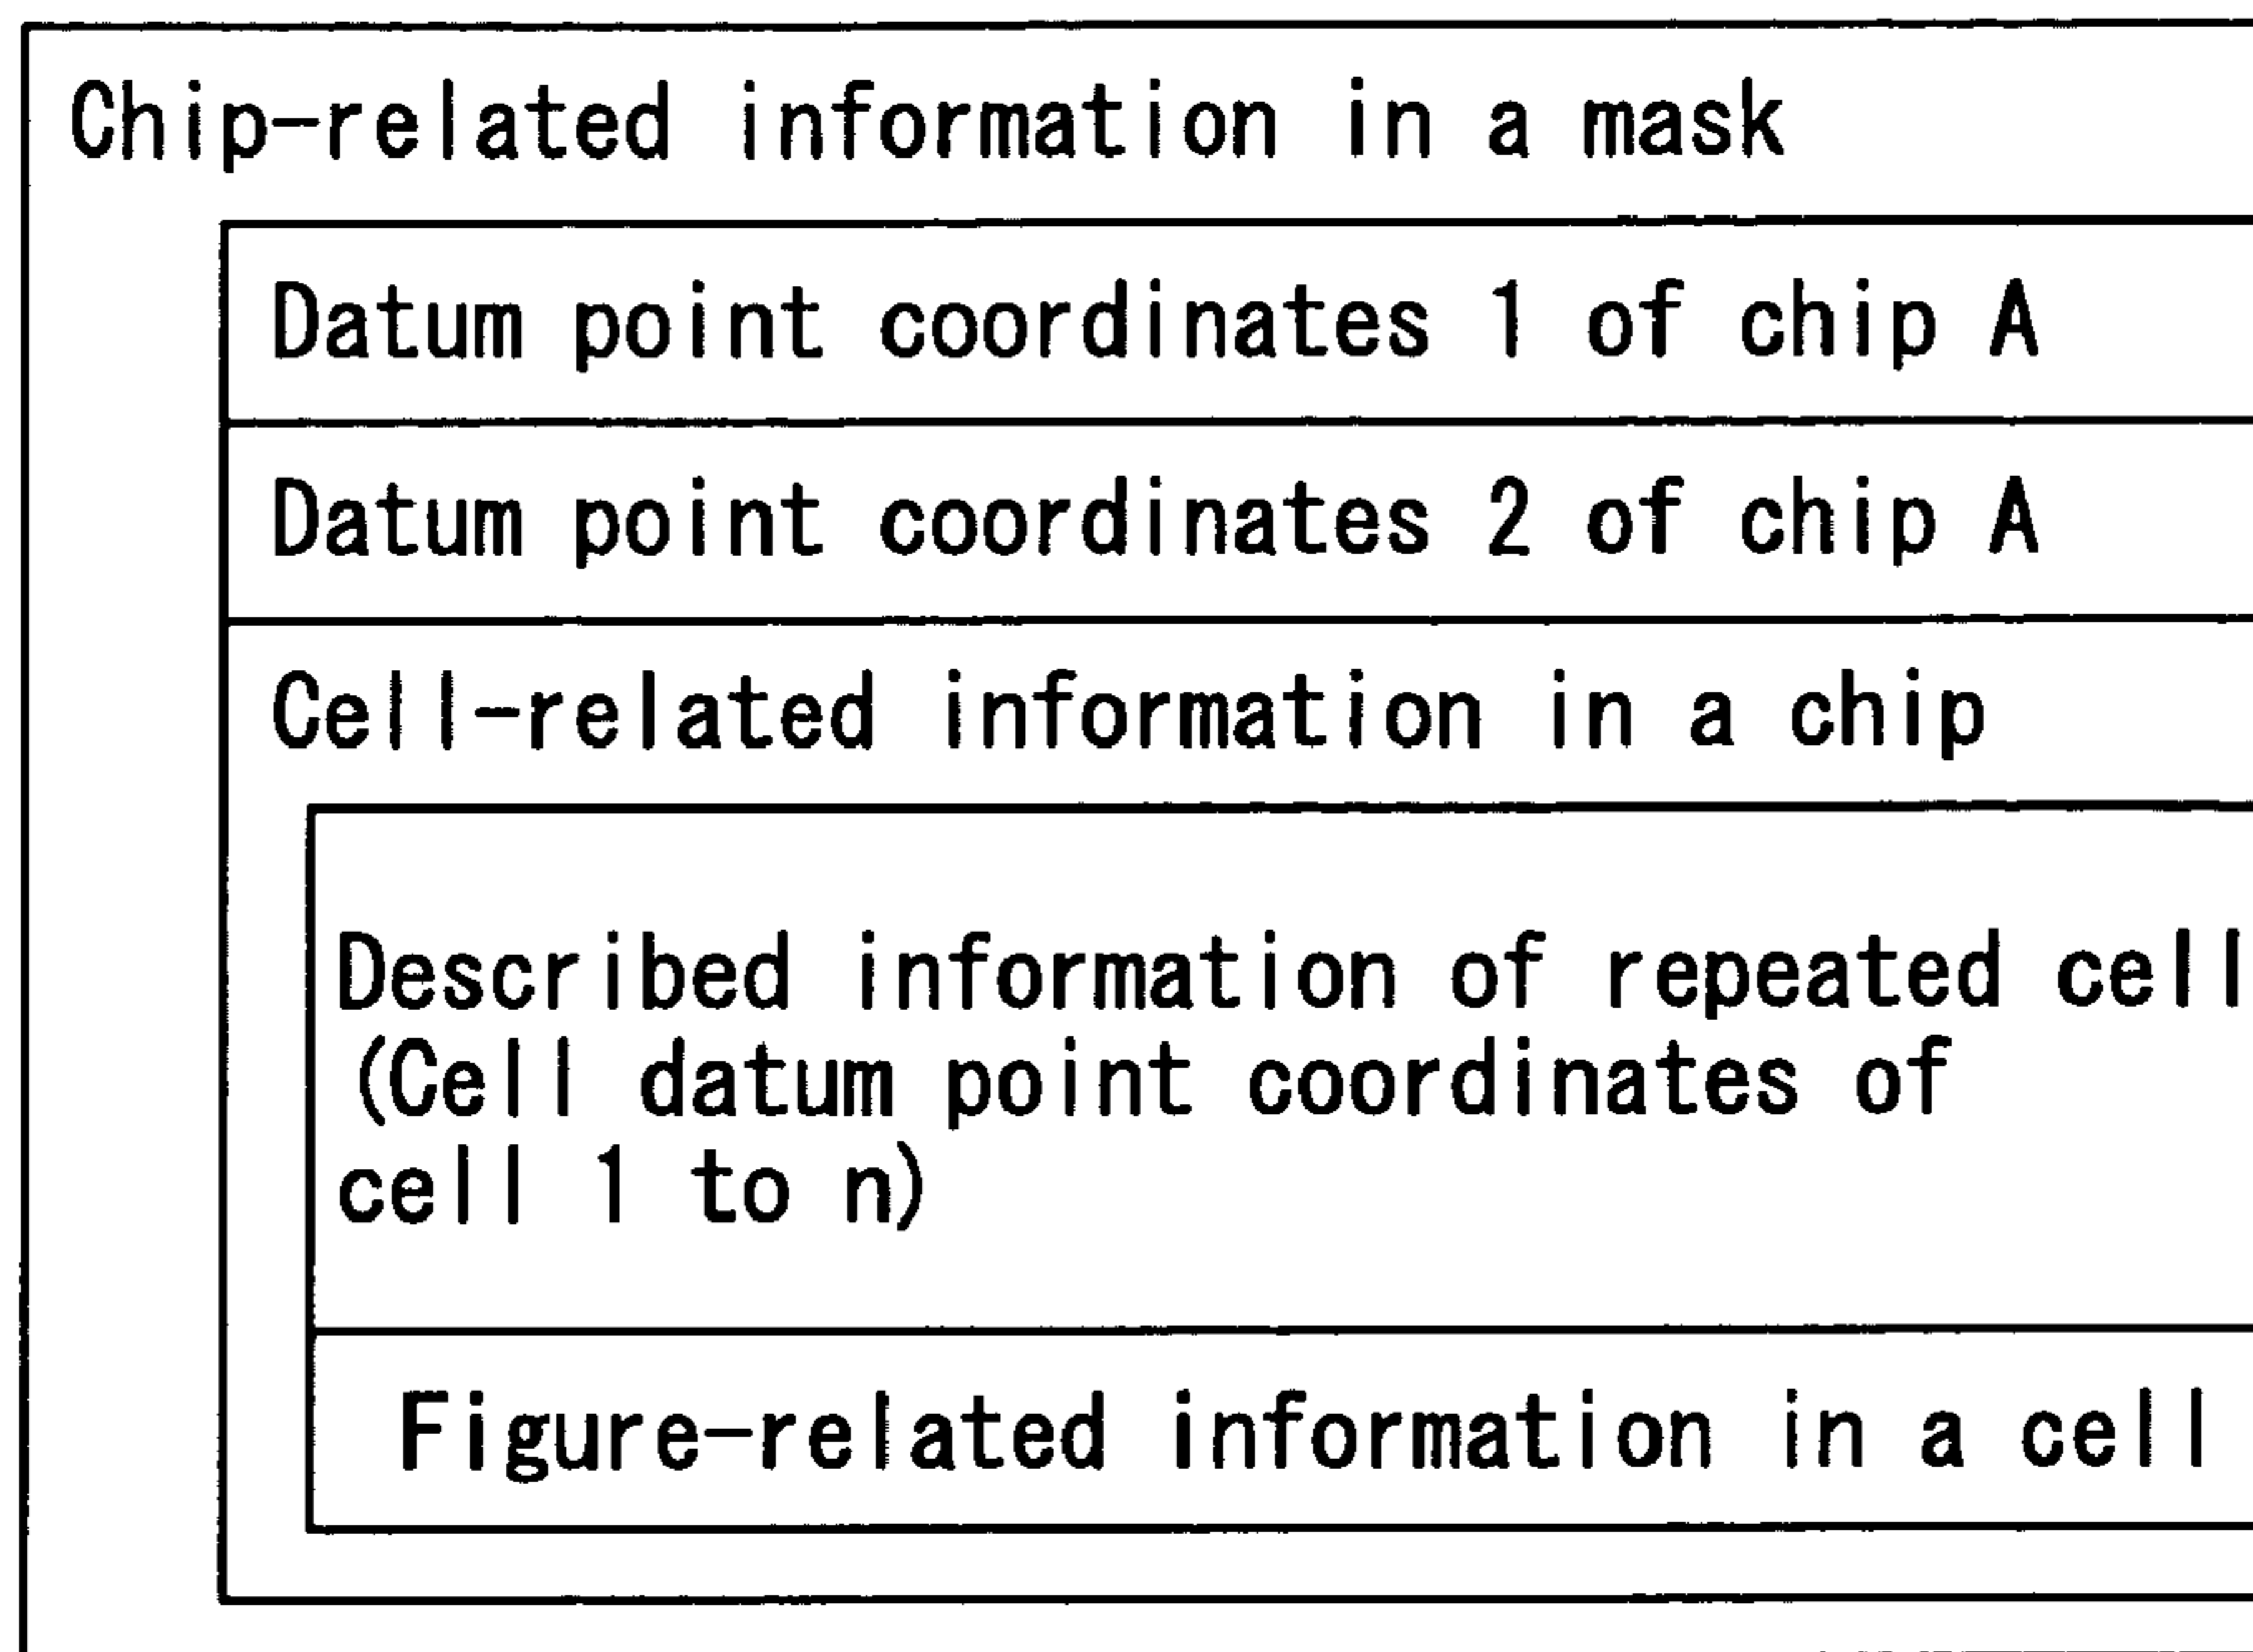 Chip-related information in a mask
Datum point coordinates 1 of chip A
Datum point coordinates 2 of chip A
Cell-related information in a chip
Described information of repeated cell
(Cell datum point coordinates of
cell 1 to n)
Figure-related information in a cell